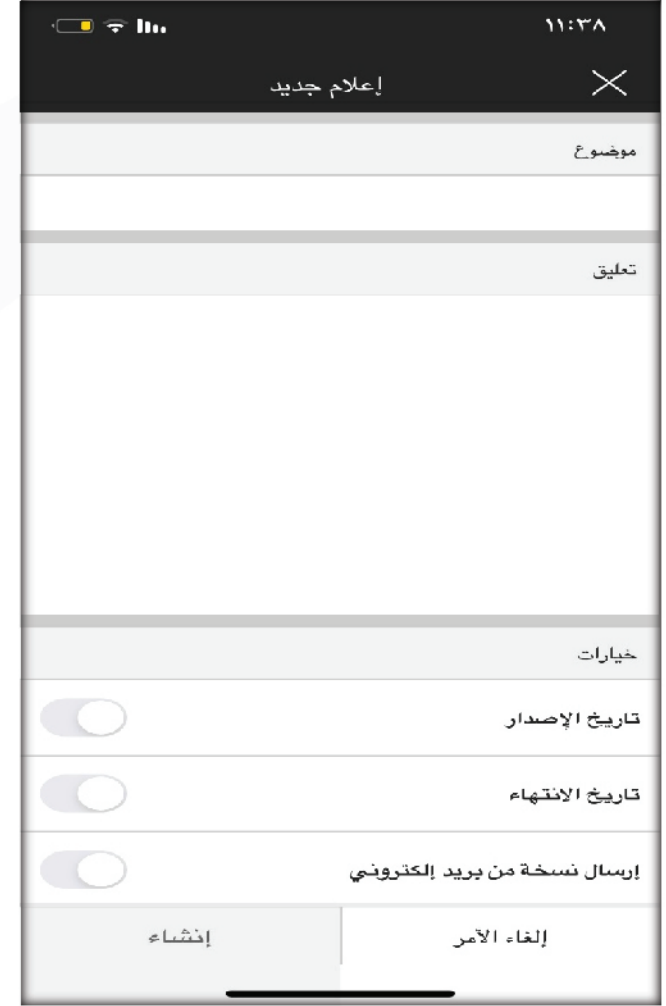 ١١:٣٨
إعلام جديد
موضوع
تعليق
خيارات
تاريخ الإصدار
تاريخ الانتهاء
إرسال نسخة من بريد إلكتروني
إلغاء الأمر
إنشاء